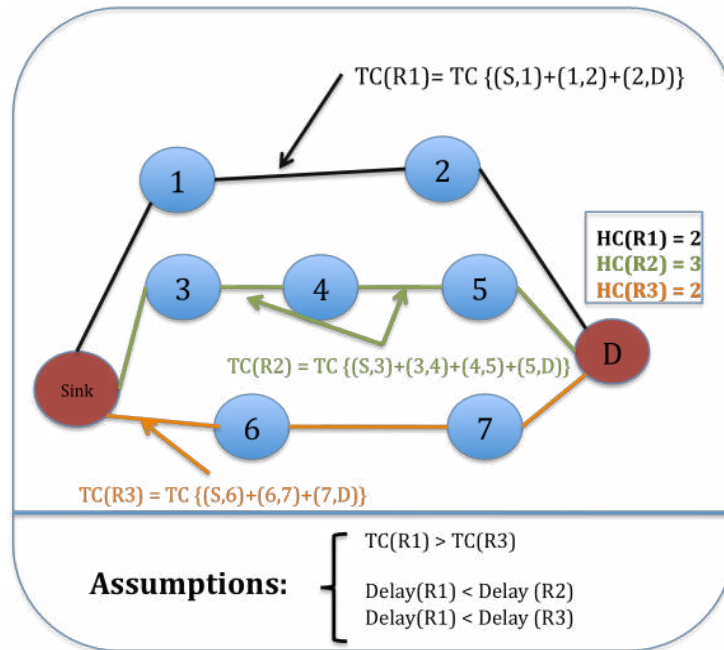 TC(R1)= TC {(S,1)+(1,2)+(2,D)}
1
2
HC(R1) = 2
HC(R2) = 3
HC(R3) = 2
3
4
5
D
TC(R2) = TC {(S,3)+(3,4)+(4,5)+(5,D)}
Sink
6
7
TC(R3) = TC {(S,6)+(6,7)+(7,D)}
TC(R1) > TC(R3)
Assumptions:
Delay(R1) < Delay (R2)
Delay(R1) < Delay (R3)